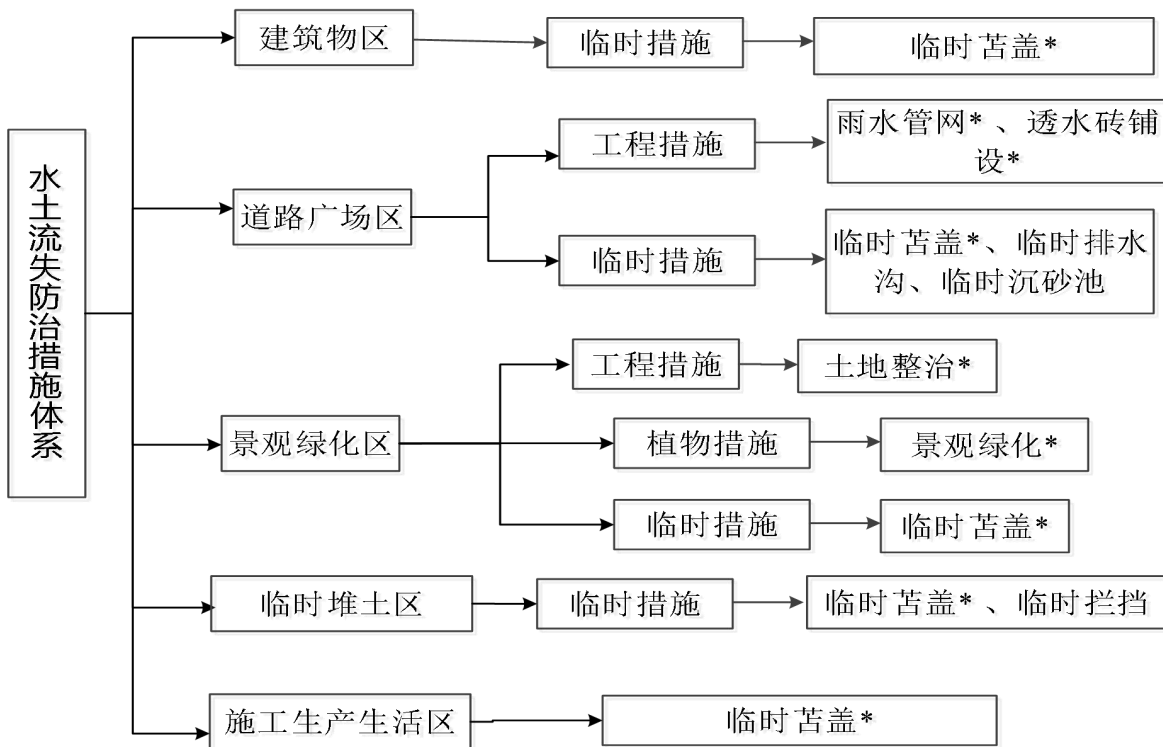 水土流失防治措施体系
建筑物区
临时措施
临时苫盖*
道路广场区
工程措施
雨水管网* 、透水砖铺
设*
临时措施
临时苫盖*、临时排水
沟、临时沉砂池
景观绿化区
工程措施
土地整治*
植物措施
景观绿化*
临时措施
临时苫盖*
临时堆土区
临时措施
临时苫盖* 、临时拦挡
施工生产生活区
临时苫盖*